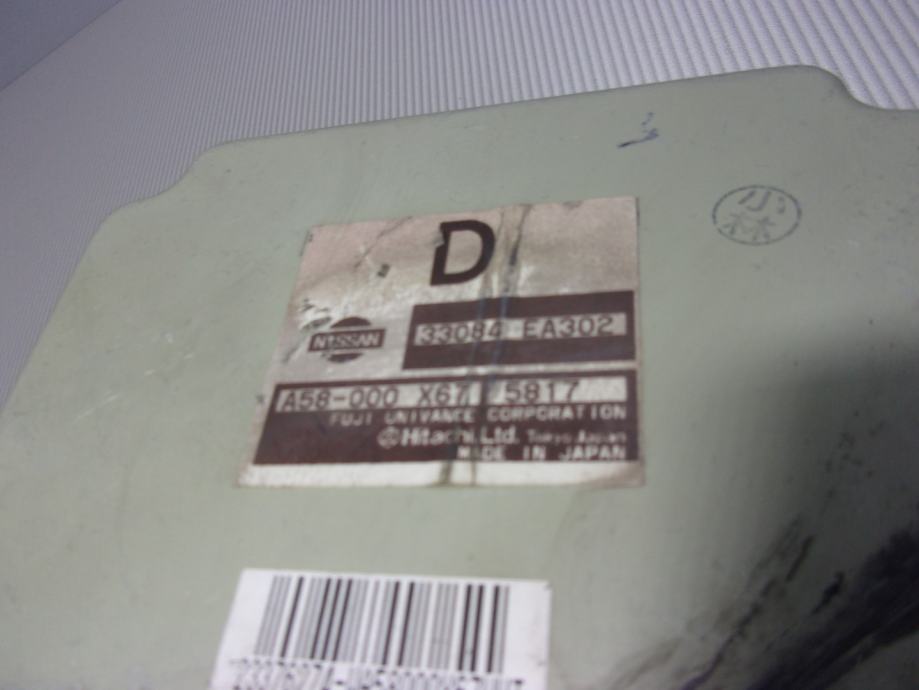 小
林
D
NISSAN
33084 EA302
A58-000 X67 5817
FUJI UNIVANCE CORPORATION
Hitachi, Ltd. Tokyo Japan
MADE IN JAPAN